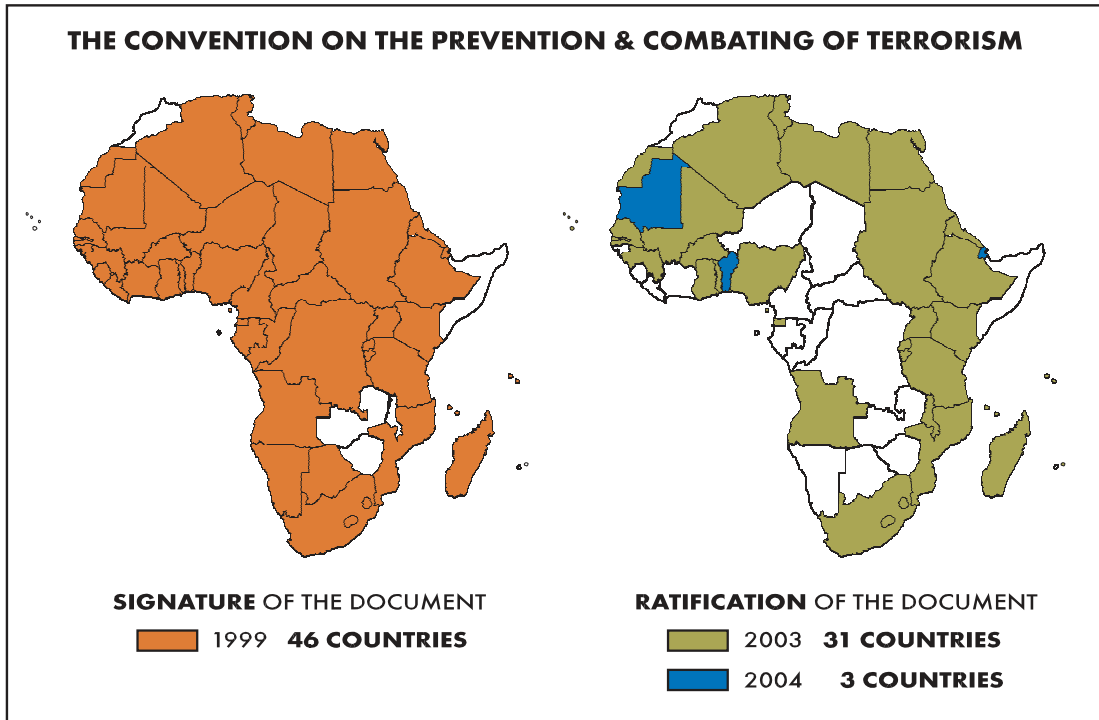 THE CONVENTION ON THE PREVENTION & COMBATING OF TERRORISM
SIGNATURE OF THE DOCUMENT
1999 46 COUNTRIES
RATIFICATION OF THE DOCUMENT
2003 31 COUNTRIES
2004 3 COUNTRIES